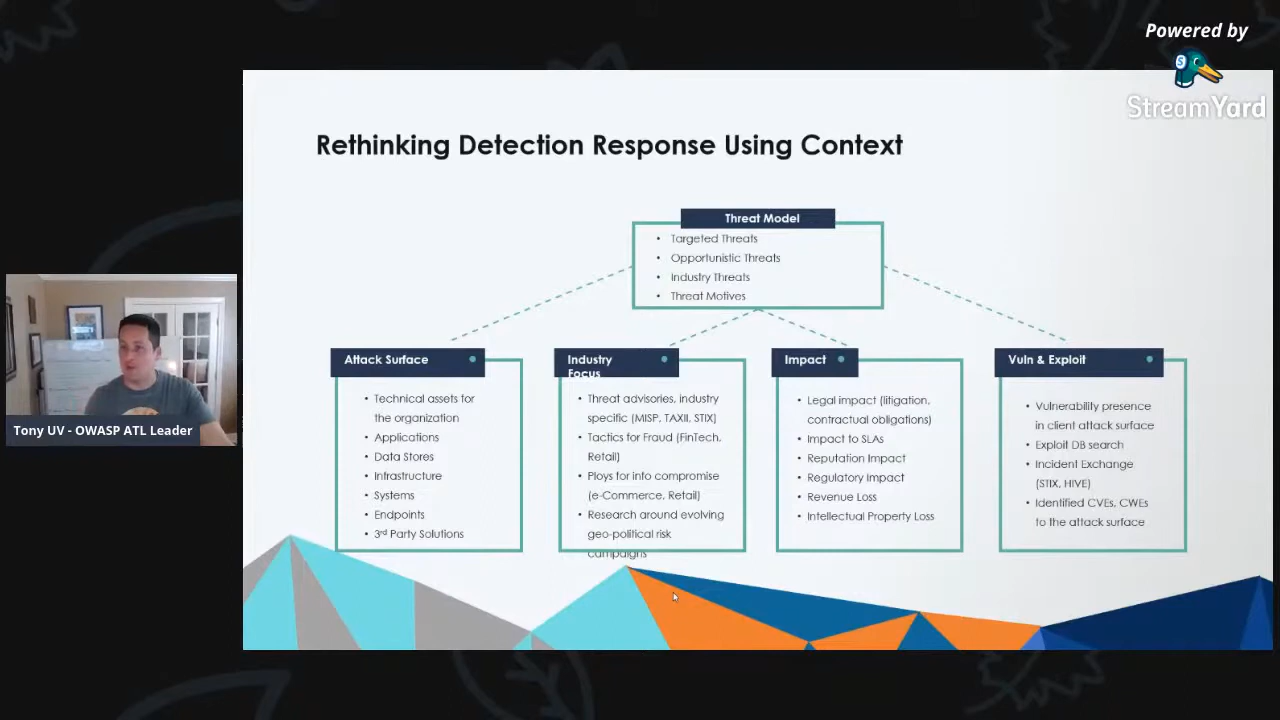 Powered by
StreamYard
Rethinking Detection Response Using Context
Threat Model
• Targeted Threats
• Opportunistic Threats
• Industry Threats
• Threat Motives
Attack Surface
• Technical assets for
the organization
• Applications
• Data Stores
• Infrastructure
• Systems
• Endpoints
• 3rd Party Solutions
Industry
Focus
• Threat advisories, industry
specific (MISP, TAXII, STIX)
• Tactics for Fraud (FinTech,
Retail)
• Ploys for info compromise
(e-Commerce, Retail)
• Research around evolving
geo-political risk
campaigns
Impact
• Legal impact (litigation,
contractual obligations)
• Impact to SLAs
• Reputation Impact
• Regulatory Impact
• Revenue Loss
• Intellectual Property Loss
Vuln & Exploit
• Vulnerability presence
in client attack surface
• Exploit DB search
• Incident Exchange
(STIX, HIVE)
• Identified CVEs, CWEs
to the attack surface
Tony UV - OWASP ATL Leader